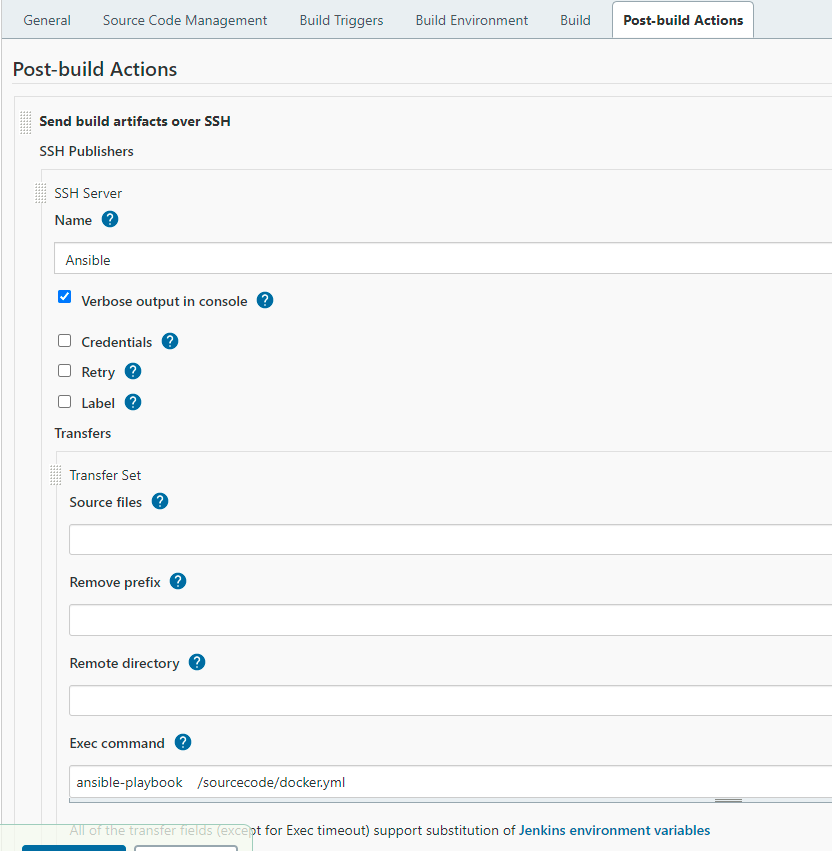 General Source Code Management Build Triggers Build Environment Build Post-build Actions
Post-build Actions
Send build artifacts over SSH
SSH Publishers
SSH Server
Name ?
Ansible
Verbose output in console ?
Credentials ?
Retry ?
Label ?
Transfers
Transfer Set
Source files ?
Remove prefix ?
Remote directory ?
Exec command ?
ansible-playbook /sourcecode/docker.yml
All of the transfer fields (except for Exec timeout) support substitution of Jenkins environment variables